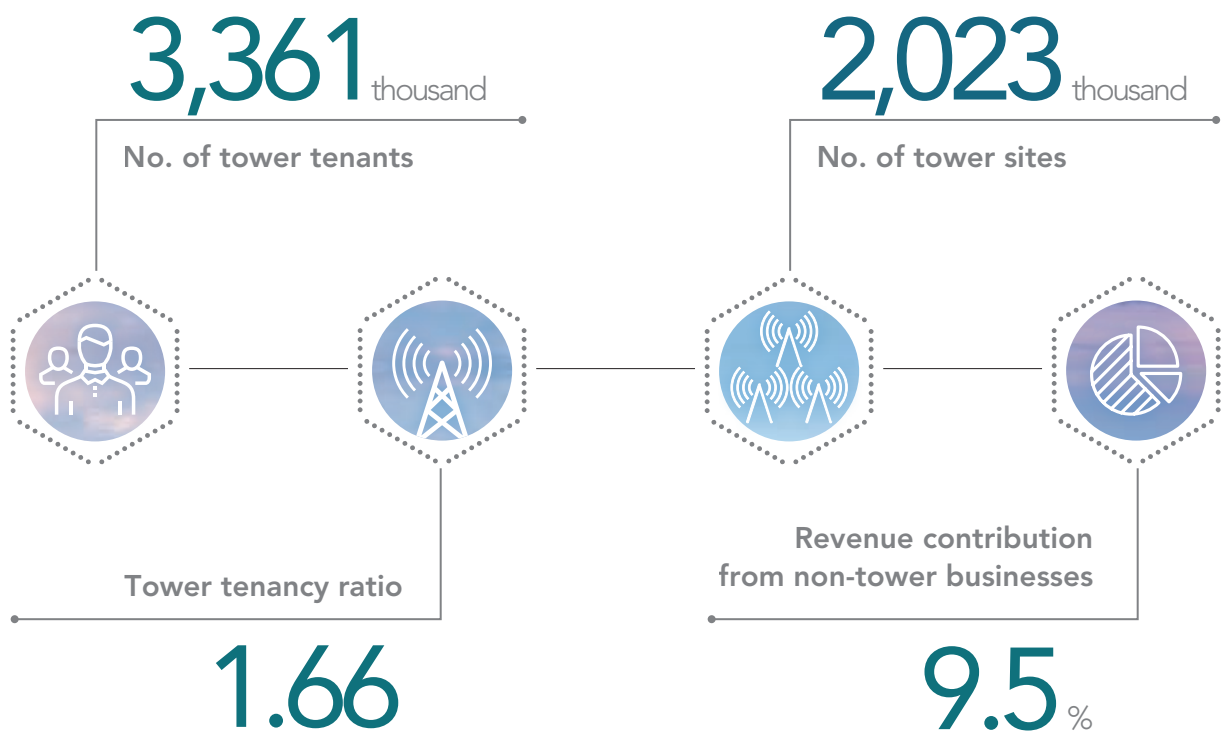 3,361 thousand
No. of tower tenants
2,023 thousand
No. of tower sites
Tower tenancy ratio
1.66
Revenue contribution
from non-tower businesses
9.5 %